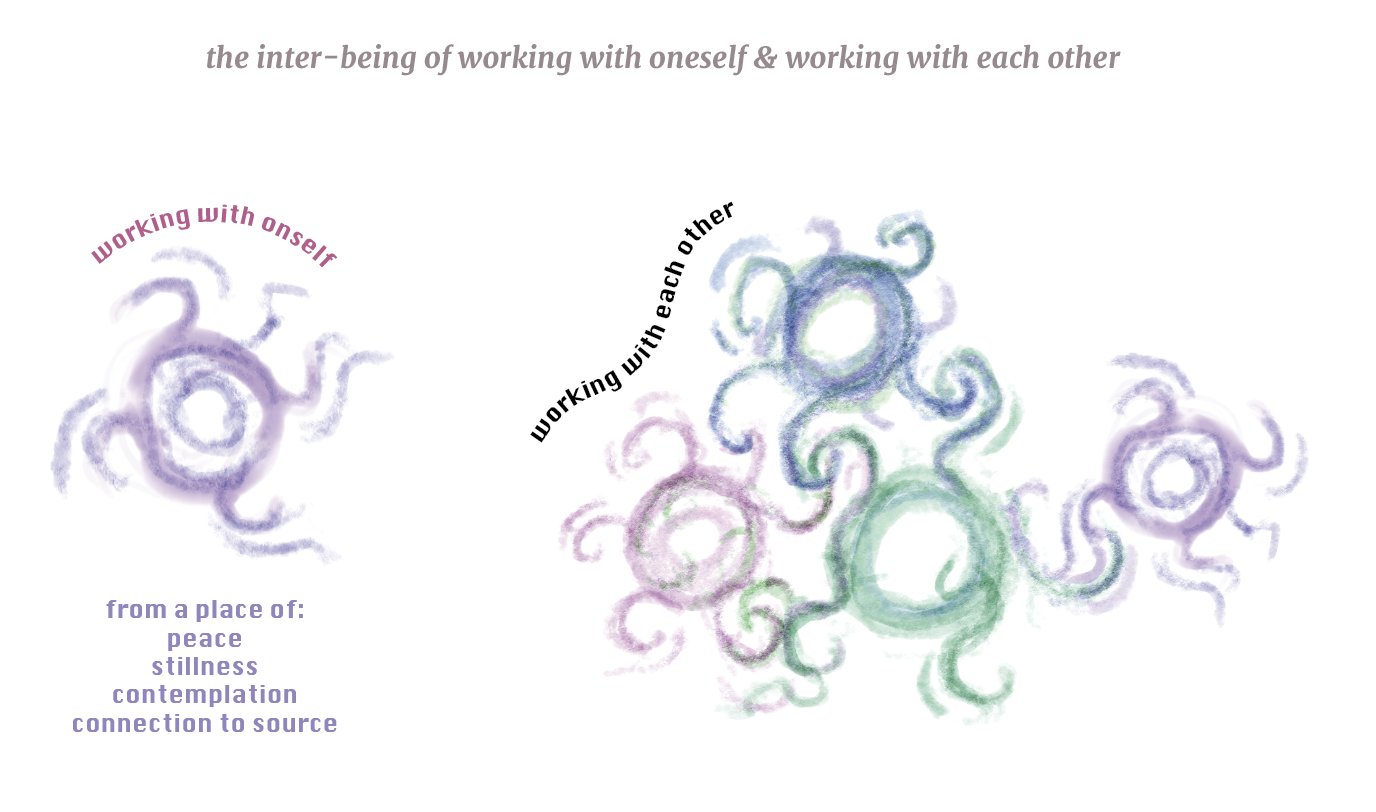 the inter-being of working with oneself & working with each other
working with onself
working with each other
from a place of:
peace
stillness
contemplation
connection to source